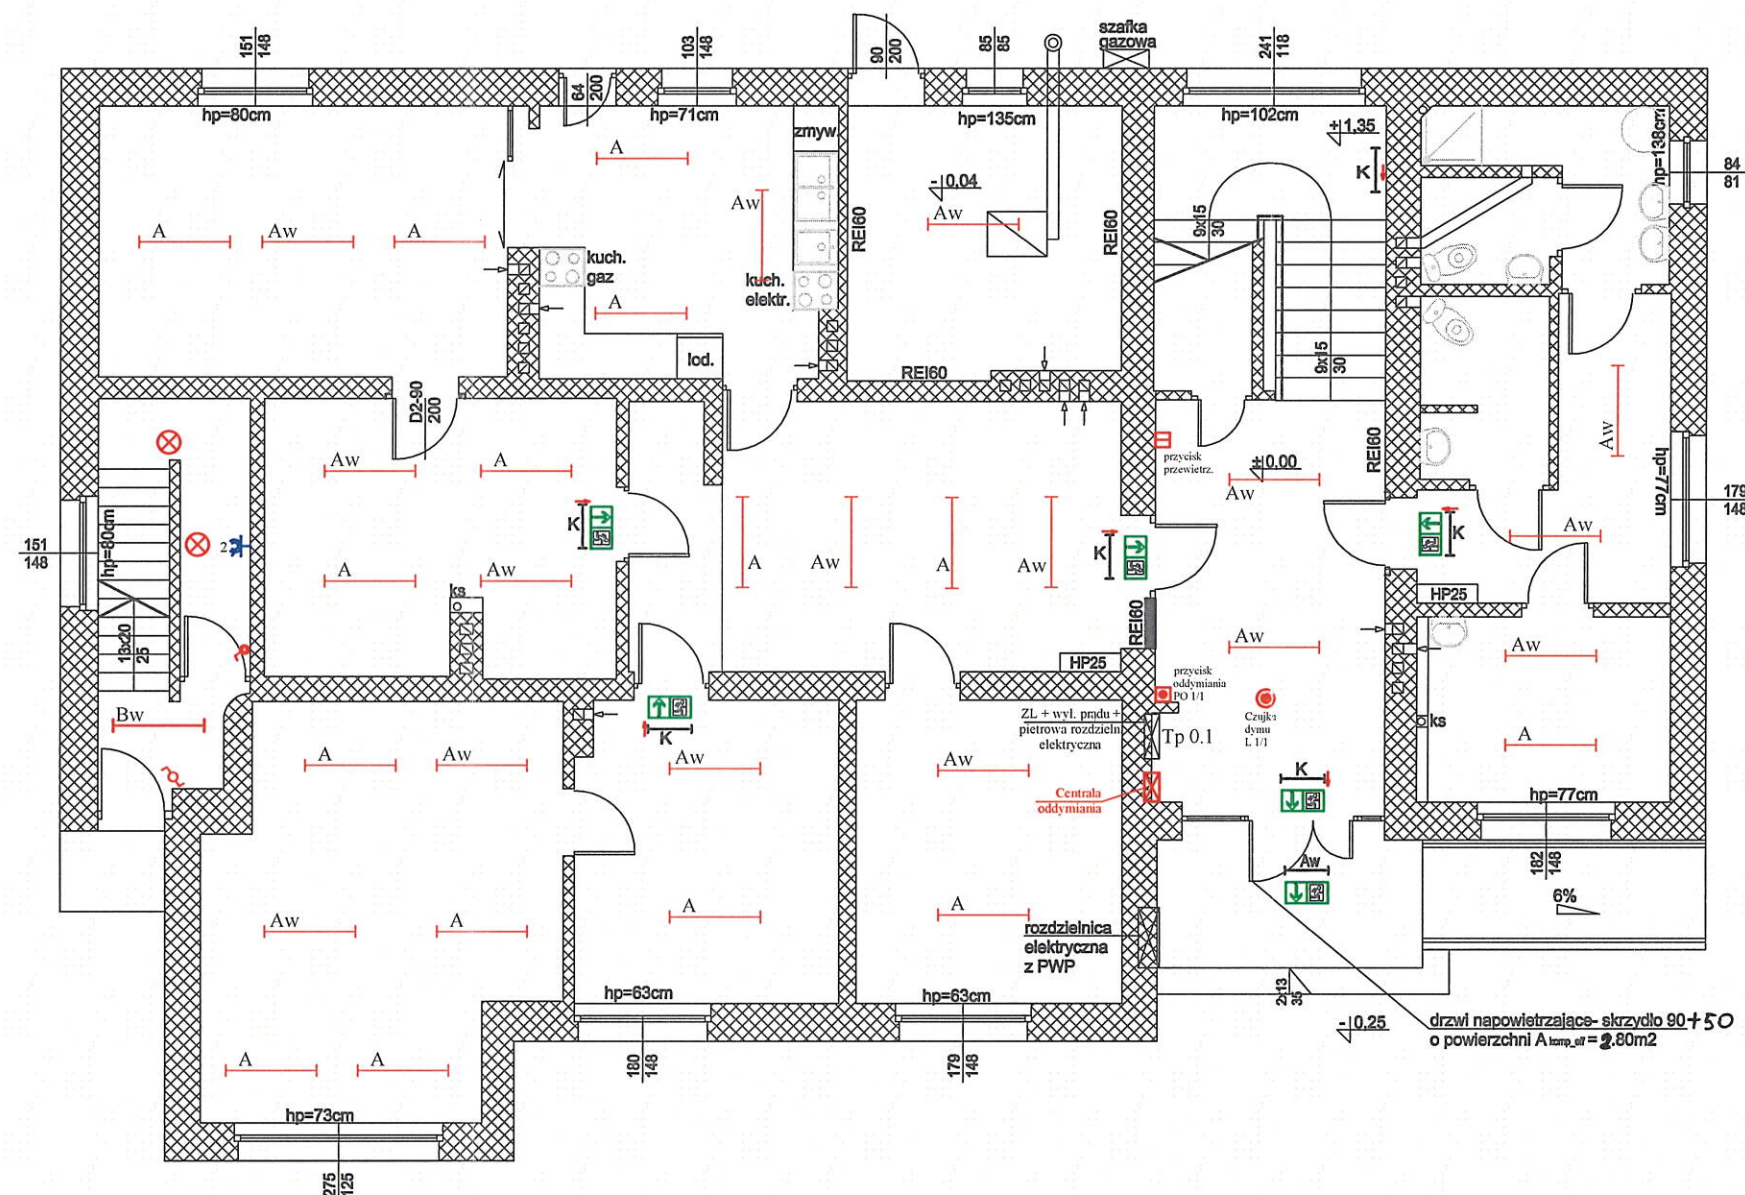 151
148
103
148
90
200
85
85
szafka
gazowa
241
118
hp=80cm
64
200
hp=71cm
zmyw.
hp=135cm
hp=102cm
+1,35
hp=138cm
84
81
A
K
-0,04
Aw
REI60
Aw
REI60
9x15
30
A
Aw
A
kuch.
gaz
kuch.
elektr.
A
lod.
REI60
9x15
30
D2-90
200
Aw
A
przycisk
przewietrz.
±0,00
Aw
REI60
Aw
hp=77cm
179
148
151
148
hp=80cm
2
K
K
K
Aw
A
Aw
A
Aw
A
Aw
ks
HP25
13x20
25
REI60
Aw
Aw
HP25
przycisk
oddymiania
PO 1/1
Bw
ZL + wył. prądu +
pietrowa rozdzieln.
elektryczna
Tp 0.1
Czujka
dymu
L 1/1
ks
K
A
A
Aw
Aw
Aw
K
Centrala
oddymiania
hp=77cm
182
148
Aw
6%
Aw
A
A
A
rozdzielnica
elektryczna
z PWP
hp=63cm
hp=63cm
2x13
35
-0,25
drzwi napowietrzające- skrzydło 90+50
o powierzchni A komp_eff = 2.80m2
180
148
179
148
A
A
hp=73cm
275
125